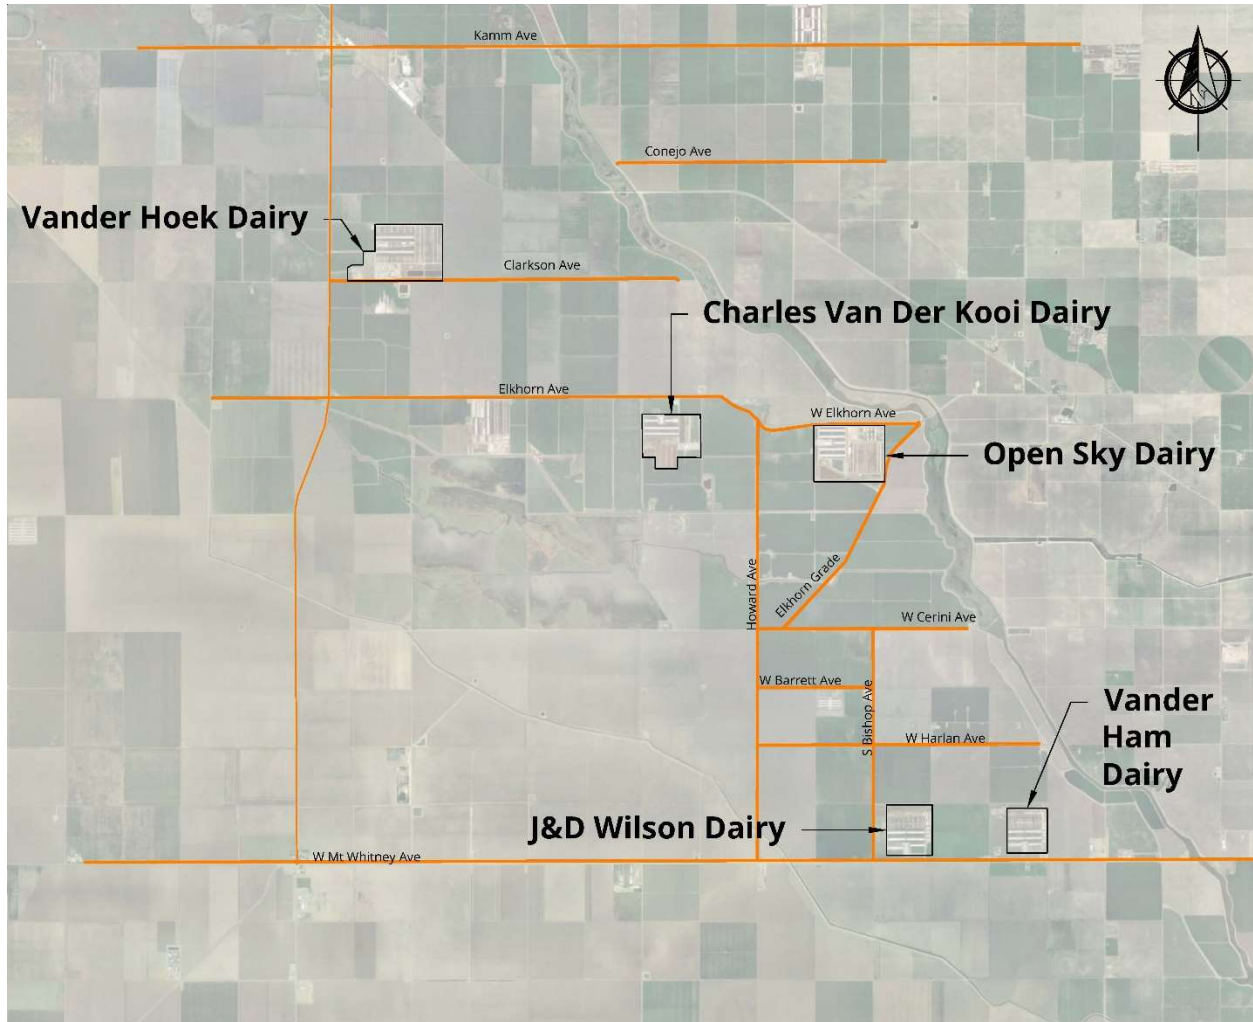 Kamm Ave
Conejo Ave
Vander Hoek Dairy
Clarkson Ave
Charles Van Der Kooi Dairy
Elkhorn Ave
W Elkhorn Ave
Open Sky Dairy
Howard Ave
Elkhorn Grade
W Cerini Ave
W Barrett Ave
S Bishop Ave
W Harlan Ave
Vander
Ham
Dairy
J&D Wilson Dairy
W Mt Whitney Ave